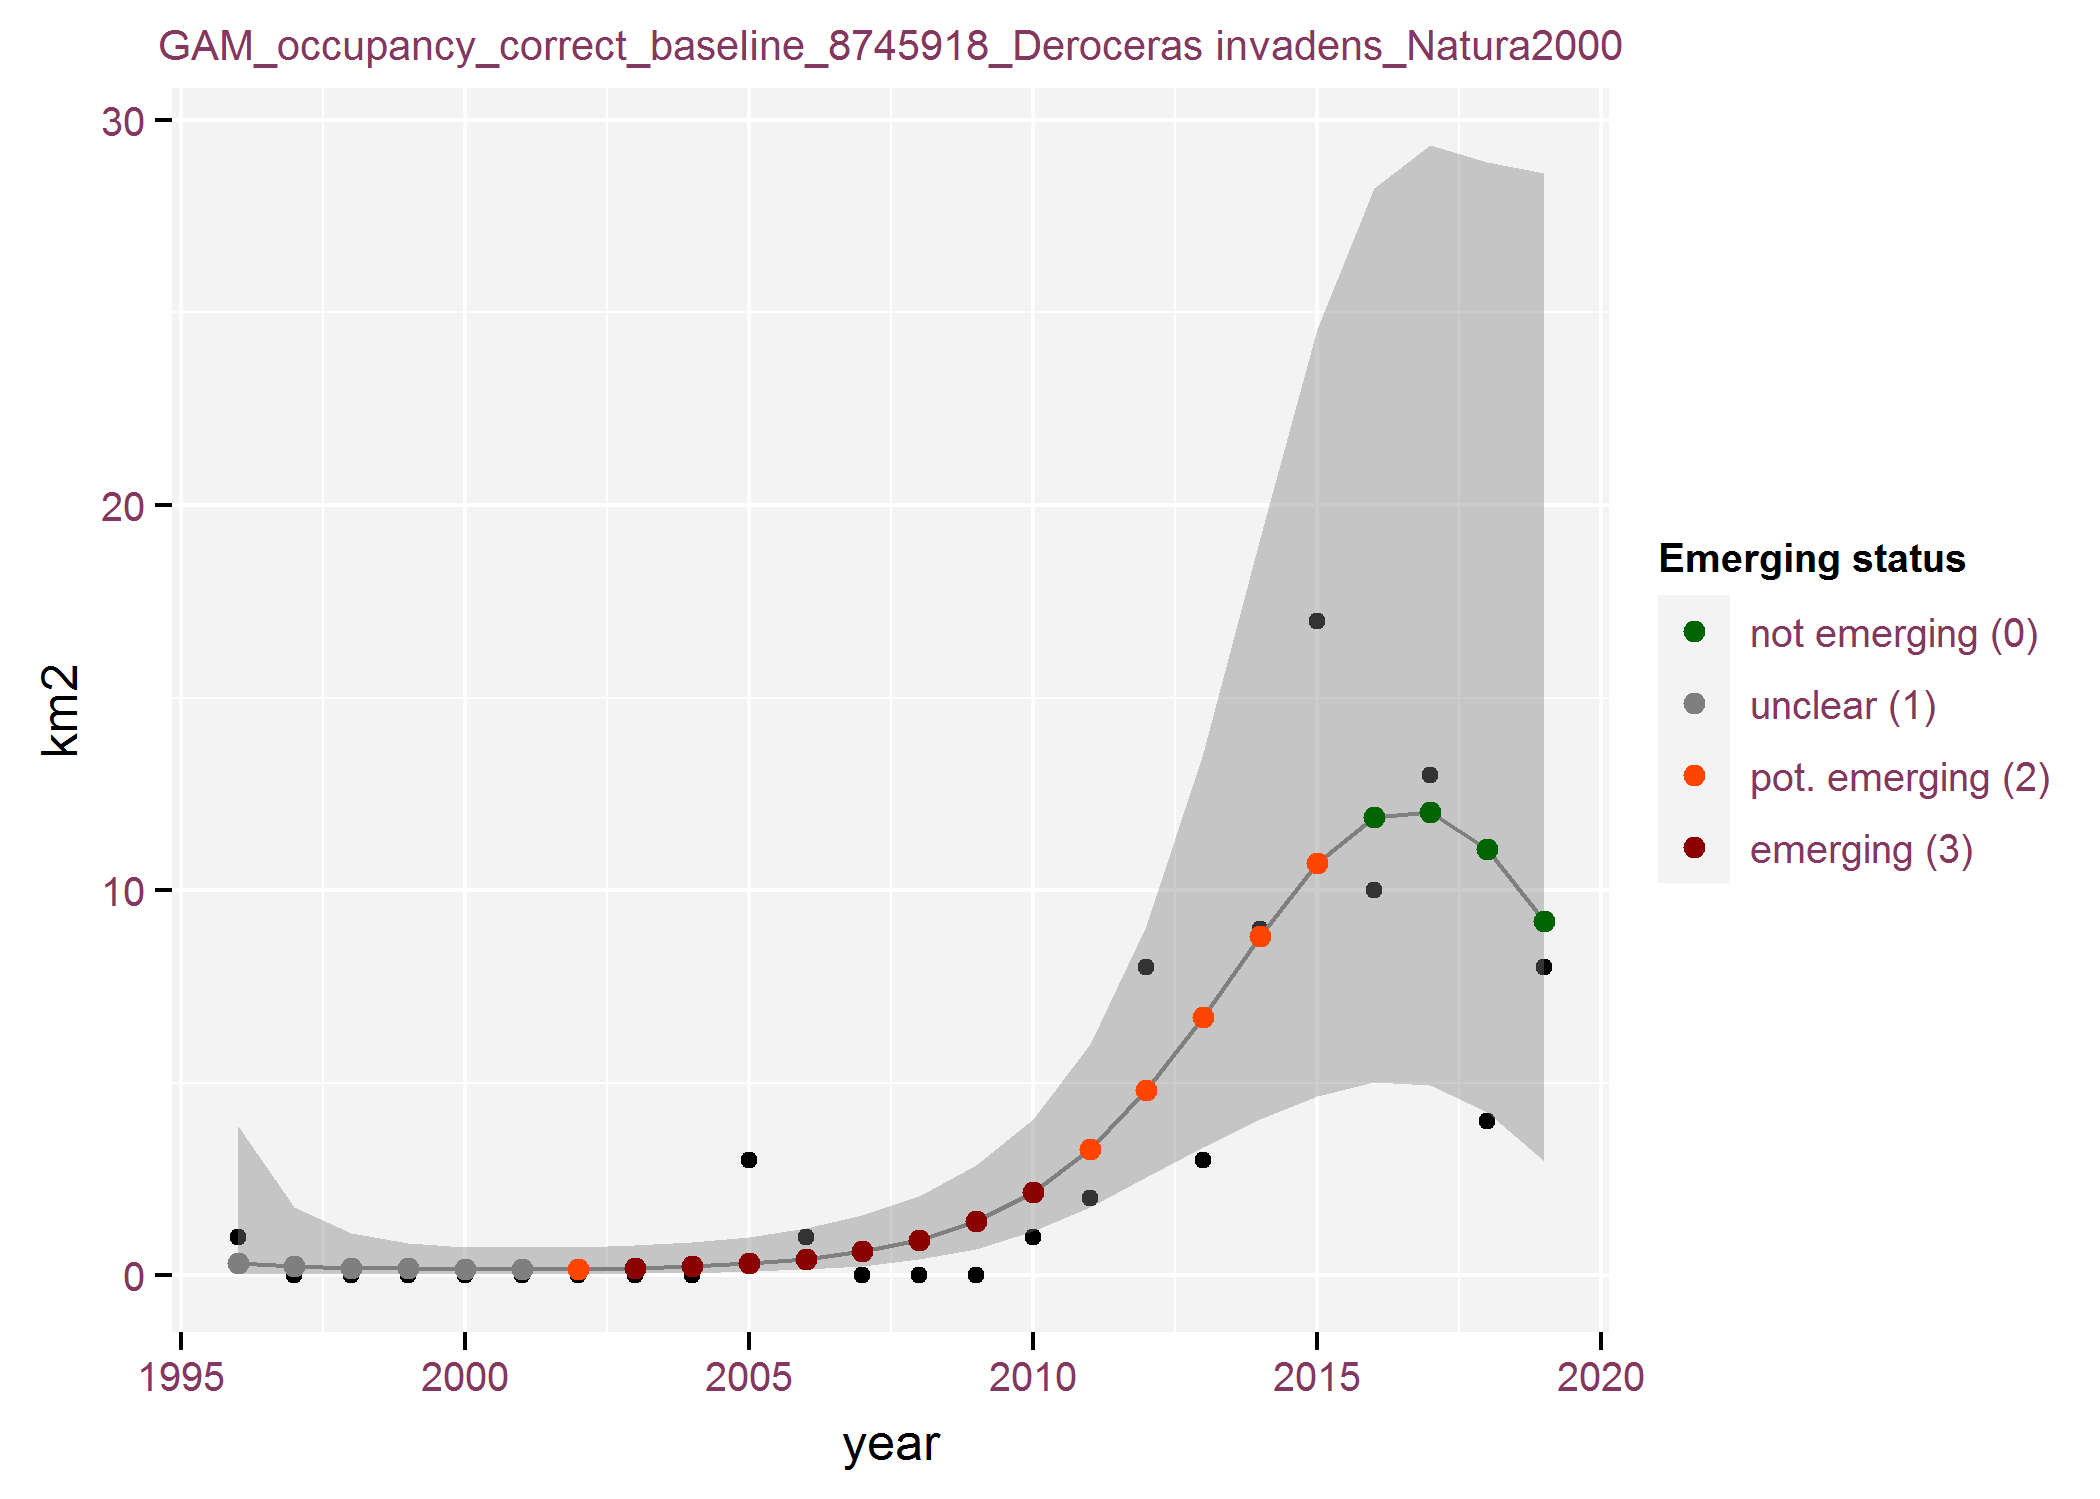 GAM_occupancy_correct_baseline_8745918_Deroceras invadens_Natura2000
30
20
10
0
km2
1995 2000 2005 2010 2015 2020
year
Emerging status
not emerging (0)
unclear (1)
pot. emerging (2)
emerging (3)